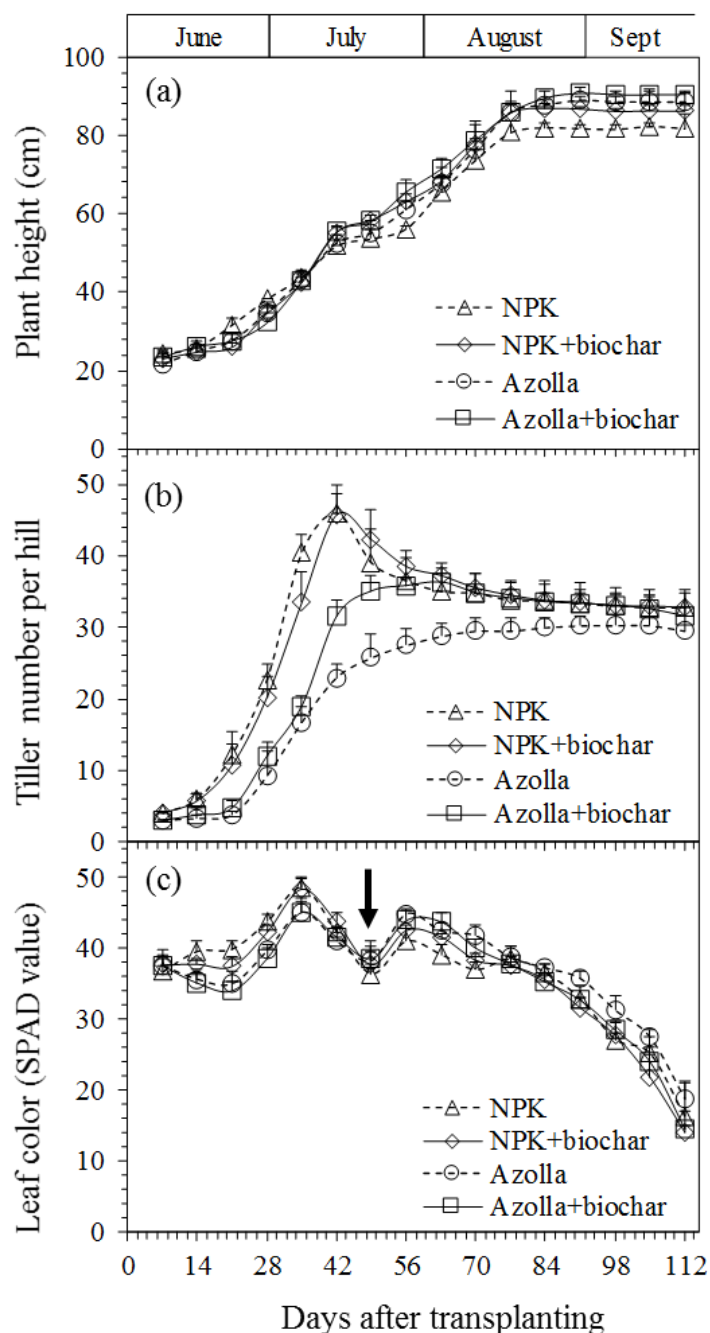 June July August Sept
(a)
Plant height (cm)
100
80
60
40
20
0
NPK
NPK+biochar
Azolla
Azolla+biochar
(b)
Tiller number per hill
50
40
30
20
10
0
NPK
NPK+biochar
Azolla
Azolla+biochar
(c)
Leaf color (SPAD value)
50
40
30
20
10
0
NPK
NPK+biochar
Azolla
Azolla+biochar
0 14 28 42 56 70 84 98 112
Days after transplanting